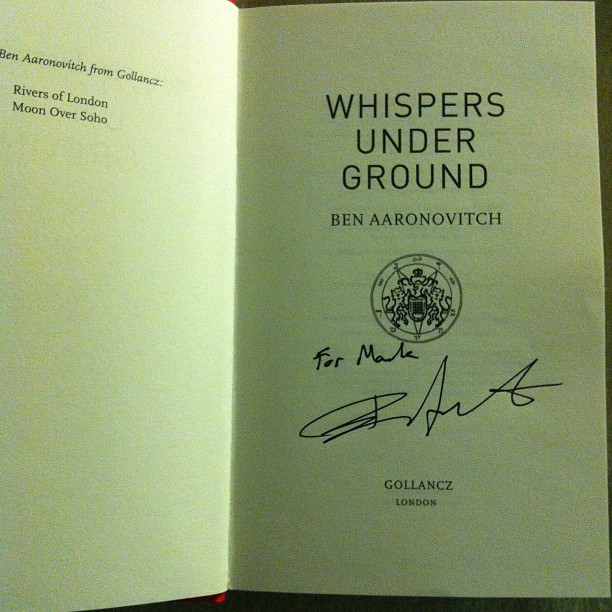 Ben Aaronovitch from Gollancz:
Rivers of London
Moon Over Soho
WHISPERS
UNDER
GROUND
BEN AARONOVITCH
For Mark
GOLLANCZ
LONDON